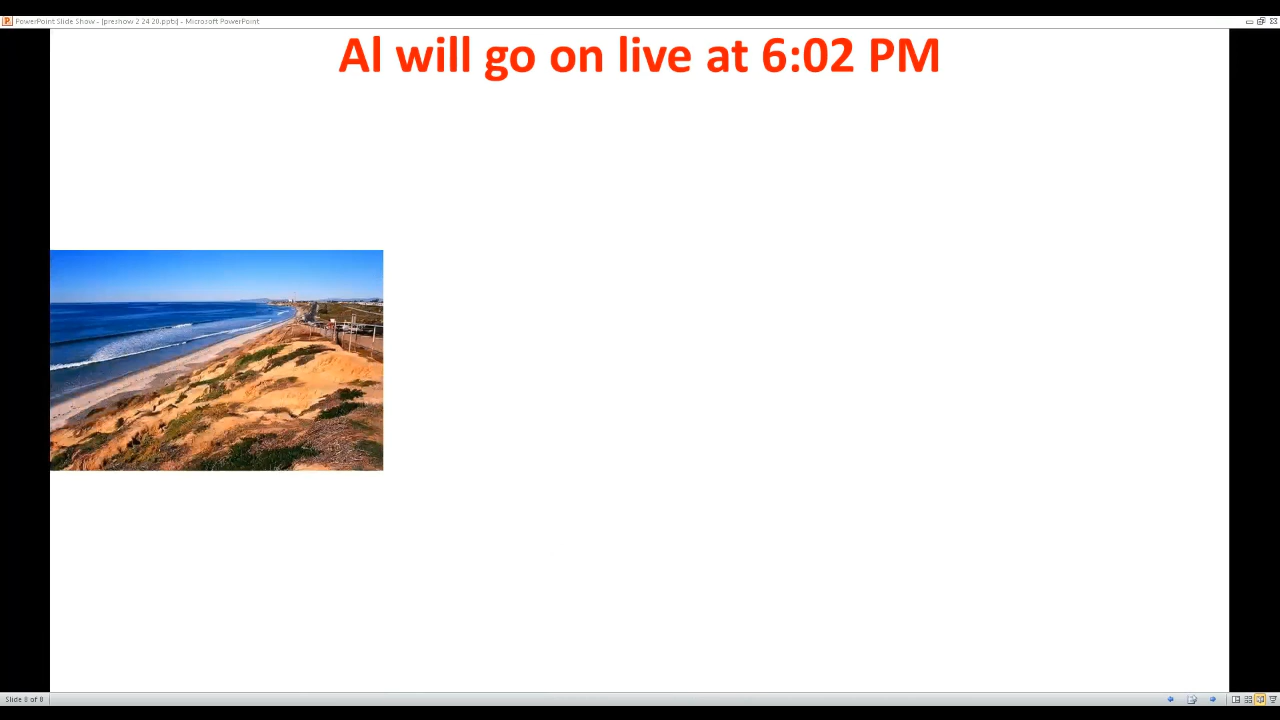 PowerPoint Slide Show - [preshow 2 24 20.pptx] - Microsoft PowerPoint
Al will go on live at 6:02 PM
Slide 8 of 8